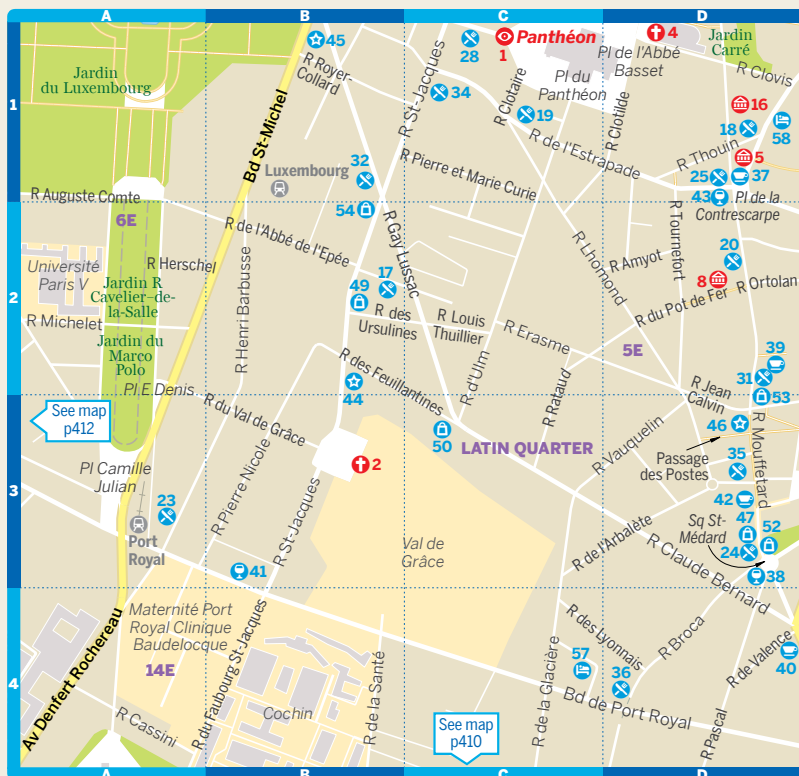 A
B
C
D
1
2
3
4
Jardin
du Luxembourg
45
R Royer-
Collard
Bd St-Michel
R St-Jacques
28
1
Panthéon
4
Pl de l'Abbé
Basset
Jardin
Carré
R Clovis
34
R Clotaire
19
Pl du
Panthéon
R Clotilde
16
18
58
R de l'Estrapade
R Thouin
5
Luxembourg
32
R Pierre et Marie Curie
25
37
43
Pl de la
Contrescarpe
R Auguste Comte
6E
54
R Gay Lussac
R de l'Abbé de l'Epée
R Tournefort
R Lhomond
R Amyot
20
Université
Paris V
R Herschel
Jardin R
Cavelier-de-
la-Salle
R Henri Barbusse
17
49
8
R Ortolan
R du Pot de Fer
R des
Ursulines
R Louis
Thuillier
R Erasme
5E
R Michelet
Jardin du
Marco
Polo
R d'Ulm
R Rataud
39
31
53
R des Feuillantines
44
R Jean
Calvin
Pl E Denis
R du Val de Grâce
See map
p412
50
LATIN QUARTER
R Vauquelin
46
R Mouffetard
Passage
des Postes
35
2
Pl Camille
Julian
R Pierre Nicole
R St-Jacques
23
Port
Royal
42
47
52
Sq St-
Médard
24
38
R de l'Arbalète
R Claude Bernard
Val de
Grâce
41
Maternité Port
Royal Clinique
Baudelocque
14E
Av Denfert Rochereau
R du Faubourg St-Jacques
R Cassini
Cochin
R de la Santé
R de la Glacière
57
R des Lyonnais
36
R Broca
R de Valence
40
Bd de Port Royal
R Pascal
See map
p410
A
B
C
D
1
2
3
4